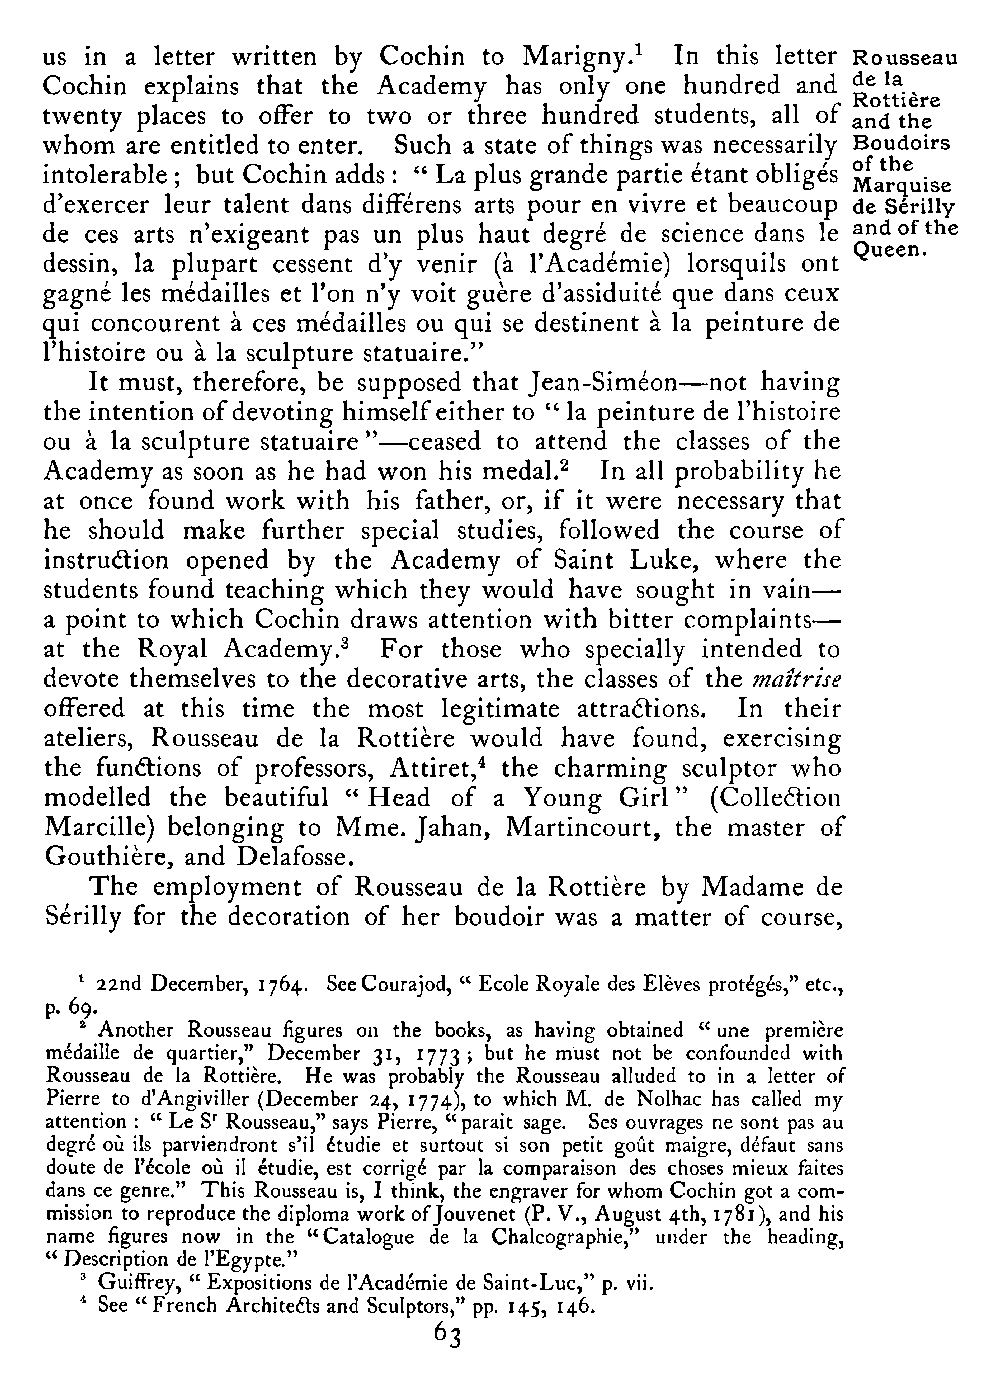 us in a letter written by Cochin to Marigny.¹ In this letter
Cochin explains that the Academy has only one hundred and
twenty places to offer to two or three hundred students, all of
whom are entitled to enter. Such a state of things was necessarily
intolerable ; but Cochin adds : “ La plus grande partie étant obligés
d’exercer leur talent dans différens arts pour en vivre et beaucoup
de ces arts n’exigeant pas un plus haut degré de science dans le
dessin, la plupart cessent d’y venir (à l’Académie) lorsquils ont
gagné les médailles et l’on n’y voit guère d’assiduité que dans ceux
qui concourent à ces médailles ou qui se destinent à la peinture de
l’histoire ou à la sculpture statuaire.”
Rousseau
de la
Rottière
and the
Boudoirs
of the
Marquise
de Sérilly
and of the
Queen.
It must, therefore, be supposed that Jean-Siméon—not having
the intention of devoting himself either to “ la peinture de l’histoire
ou à la sculpture statuaire ”—ceased to attend the classes of the
Academy as soon as he had won his medal.² In all probability he
at once found work with his father, or, if it were necessary that
he should make further special studies, followed the course of
instruction opened by the Academy of Saint Luke, where the
students found teaching which they would have sought in vain—
a point to which Cochin draws attention with bitter complaints—
at the Royal Academy.³ For those who specially intended to
devote themselves to the decorative arts, the classes of the maîtrise
offered at this time the most legitimate attractions. In their
ateliers, Rousseau de la Rottière would have found, exercising
the functions of professors, Attiret,⁴ the charming sculptor who
modelled the beautiful “ Head of a Young Girl ” (Collection
Marcille) belonging to Mme. Jahan, Martincourt, the master of
Gouthière, and Delafosse.
The employment of Rousseau de la Rottière by Madame de
Sérilly for the decoration of her boudoir was a matter of course,
¹ 22nd December, 1764. See Courajod, “ Ecole Royale des Elèves protégés,” etc.,
p. 69.
² Another Rousseau figures on the books, as having obtained “ une première
médaille de quartier,” December 31, 1773 ; but he must not be confounded with
Rousseau de la Rottière. He was probably the Rousseau alluded to in a letter of
Pierre to d’Angiviller (December 24, 1774), to which M. de Nolhac has called my
attention : “ Le Sʳ Rousseau,” says Pierre, “ parait sage. Ses ouvrages ne sont pas au
degré où ils parviendront s’il étudie et surtout si son petit goût maigre, défaut sans
doute de l’école où il étudie, est corrigé par la comparaison des choses mieux faites
dans ce genre.” This Rousseau is, I think, the engraver for whom Cochin got a com-
mission to reproduce the diploma work of Jouvenet (P. V., August 4th, 1781), and his
name figures now in the “ Catalogue de la Chalcographie,” under the heading,
“ Description de l’Egypte.”
³ Guiffrey, “ Expositions de l’Académie de Saint-Luc,” p. vii.
⁴ See “ French Architects and Sculptors,” pp. 145, 146.
63